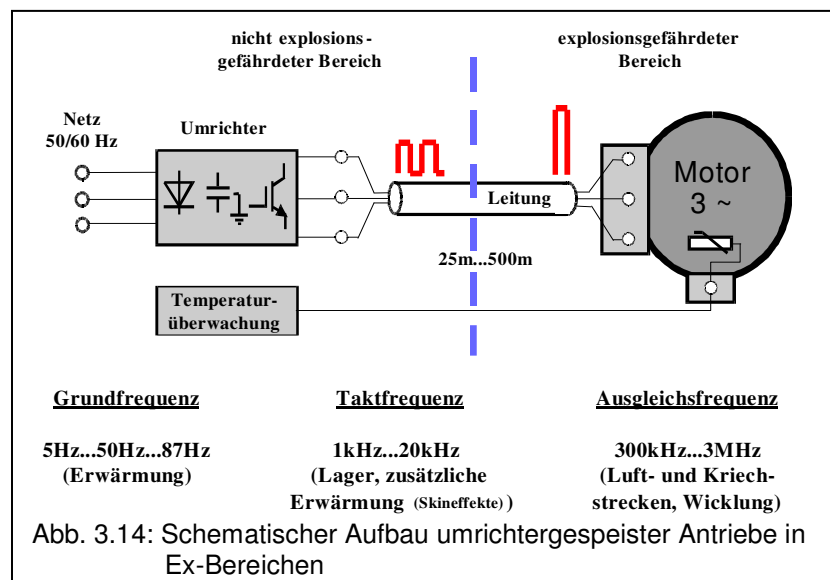 nicht explosions-
gefährdeter Bereich
explosionsgefährdeter
Bereich
Netz
50/60 Hz
Umrichter
Motor
3 ~
Leitung
25m...500m
Temperatur-
überwachung
Grundfrequenz
Taktfrequenz
Ausgleichsfrequenz
5Hz...50Hz...87Hz
(Erwärmung)
1kHz...20kHz
(Lager, zusätzliche
Erwärmung (Skineffekte) )
300kHz...3MHz
(Luft- und Kriech-
strecken, Wicklung)
Abb. 3.14: Schematischer Aufbau umrichtergespeister Antriebe in
Ex-Bereichen